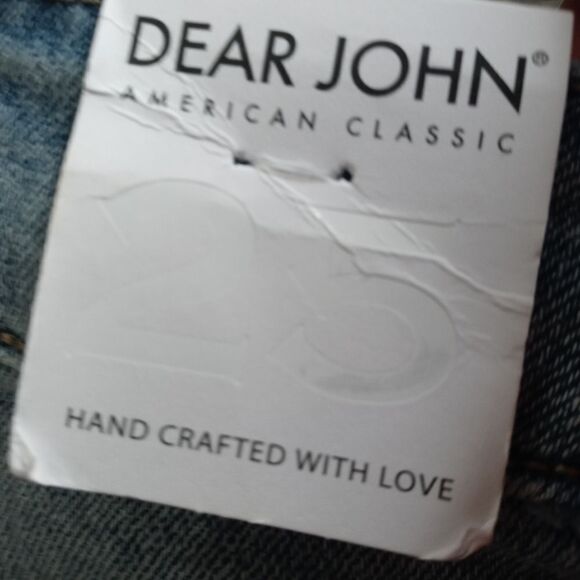 DEAR JOHN®
AMERICAN CLASSIC
25
HAND CRAFTED WITH LOVE